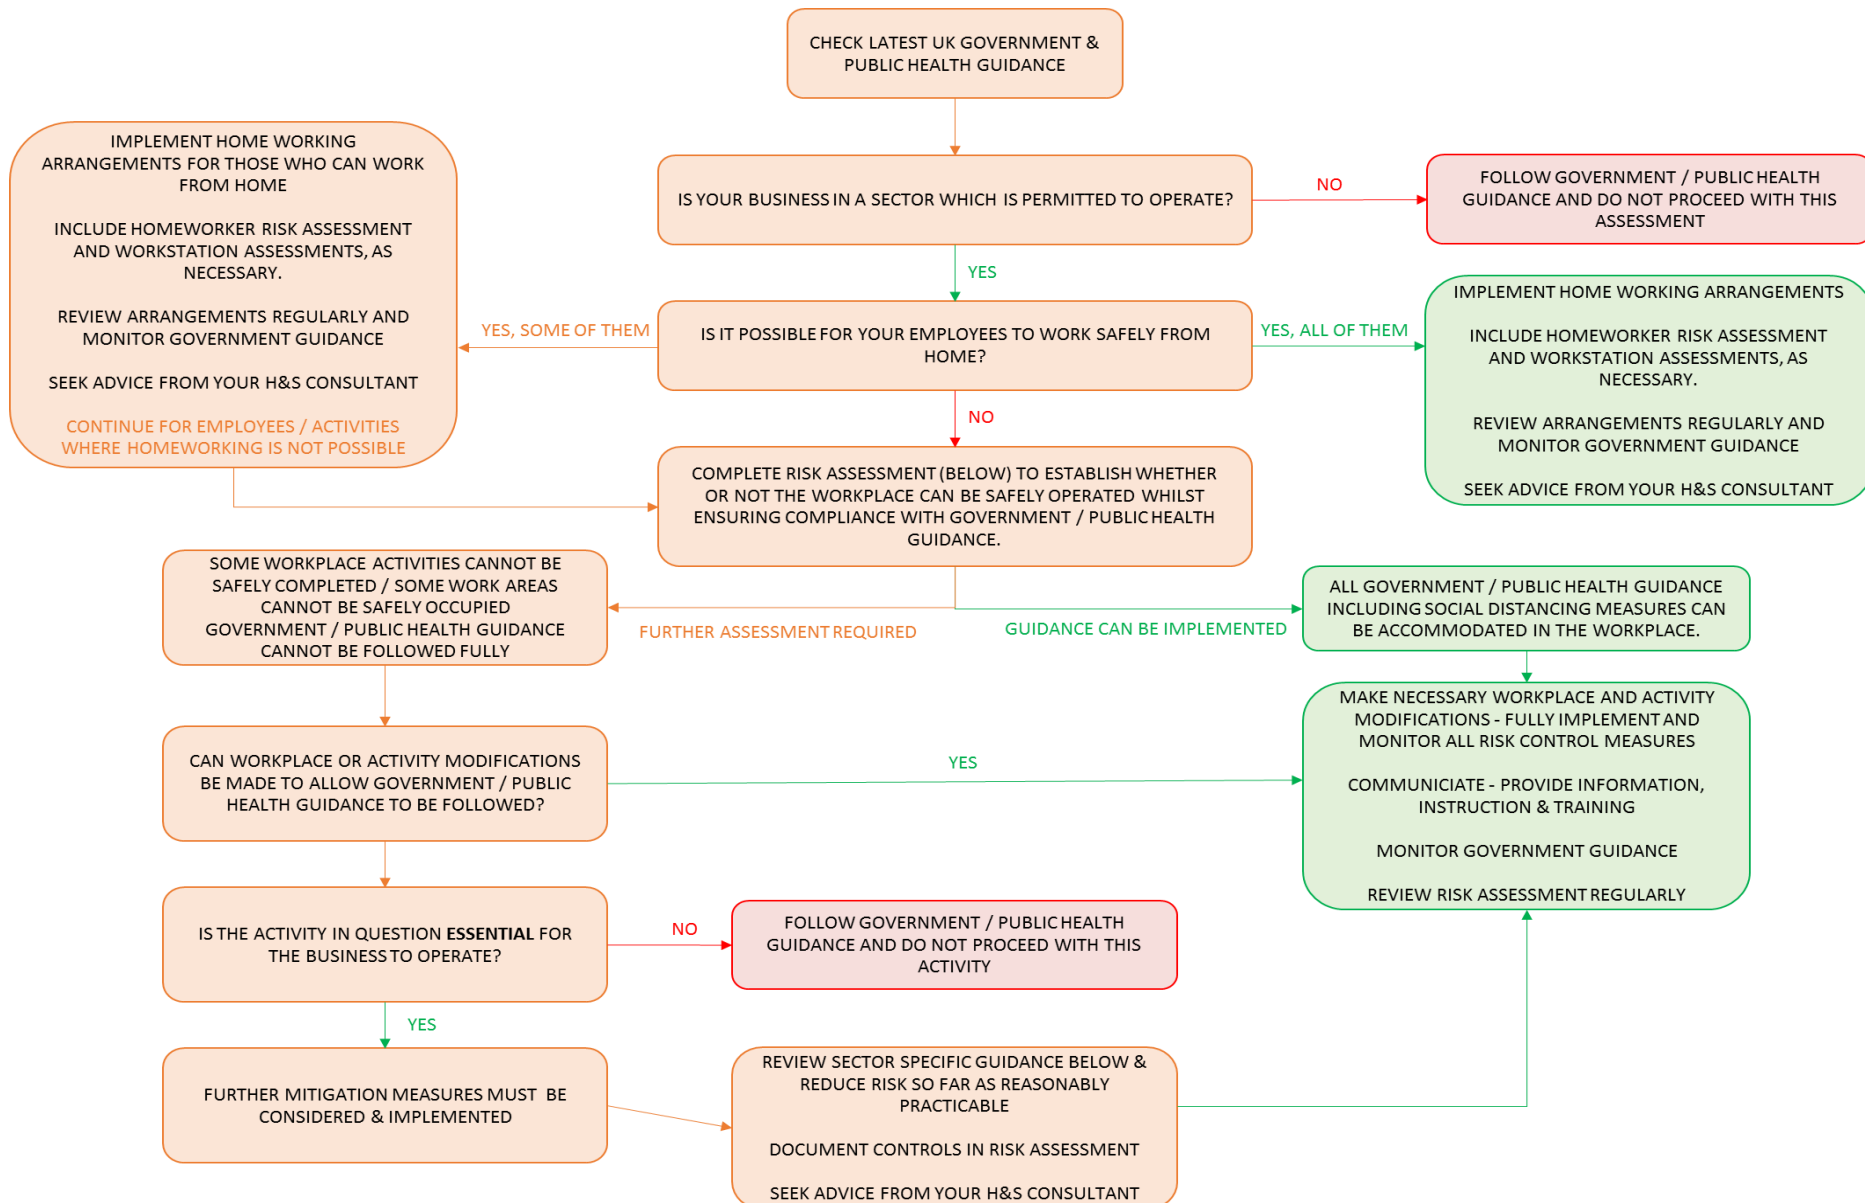 CHECK LATEST UK GOVERNMENT &
PUBLIC HEALTH GUIDANCE
IMPLEMENT HOME WORKING
ARRANGEMENTS FOR THOSE WHO CAN WORK
FROM HOME
INCLUDE HOMEWORKER RISK ASSESSMENT
AND WORKSTATION ASSESSMENTS, AS
NECESSARY.
REVIEW ARRANGEMENTS REGULARLY AND
MONITOR GOVERNMENT GUIDANCE
SEEK ADVICE FROM YOUR H&S CONSULTANT
CONTINUE FOR EMPLOYEES / ACTIVITIES
WHERE HOMEWORKING IS NOT POSSIBLE
IS YOUR BUSINESS IN A SECTOR WHICH IS PERMITTED TO OPERATE?
NO
FOLLOW GOVERNMENT / PUBLIC HEALTH
GUIDANCE AND DO NOT PROCEED WITH THIS
ASSESSMENT
YES
YES, SOME OF THEM
IS IT POSSIBLE FOR YOUR EMPLOYEES TO WORK SAFELY FROM
HOME?
YES, ALL OF THEM
IMPLEMENT HOME WORKING ARRANGEMENTS
INCLUDE HOMEWORKER RISK ASSESSMENT
AND WORKSTATION ASSESSMENTS, AS
NECESSARY.
REVIEW ARRANGEMENTS REGULARLY AND
MONITOR GOVERNMENT GUIDANCE
SEEK ADVICE FROM YOUR H&S CONSULTANT
NO
COMPLETE RISK ASSESSMENT (BELOW) TO ESTABLISH WHETHER
OR NOT THE WORKPLACE CAN BE SAFELY OPERATED WHILST
ENSURING COMPLIANCE WITH GOVERNMENT / PUBLIC HEALTH
GUIDANCE.
SOME WORKPLACE ACTIVITIES CANNOT BE
SAFELY COMPLETED / SOME WORK AREAS
CANNOT BE SAFELY OCCUPIED
GOVERNMENT / PUBLIC HEALTH GUIDANCE
CANNOT BE FOLLOWED FULLY
FURTHER ASSESSMENT REQUIRED
GUIDANCE CAN BE IMPLEMENTED
ALL GOVERNMENT / PUBLIC HEALTH GUIDANCE
INCLUDING SOCIAL DISTANCING MEASURES CAN
BE ACCOMMODATED IN THE WORKPLACE.
CAN WORKPLACE OR ACTIVITY MODIFICATIONS
BE MADE TO ALLOW GOVERNMENT / PUBLIC
HEALTH GUIDANCE TO BE FOLLOWED?
YES
MAKE NECESSARY WORKPLACE AND ACTIVITY
MODIFICATIONS - FULLY IMPLEMENT AND
MONITOR ALL RISK CONTROL MEASURES
COMMUNICIATE - PROVIDE INFORMATION,
INSTRUCTION & TRAINING
MONITOR GOVERNMENT GUIDANCE
REVIEW RISK ASSESSMENT REGULARLY
IS THE ACTIVITY IN QUESTION ESSENTIAL FOR
THE BUSINESS TO OPERATE?
NO
FOLLOW GOVERNMENT / PUBLIC HEALTH
GUIDANCE AND DO NOT PROCEED WITH THIS
ACTIVITY
YES
FURTHER MITIGATION MEASURES MUST BE
CONSIDERED & IMPLEMENTED
REVIEW SECTOR SPECIFIC GUIDANCE BELOW &
REDUCE RISK SO FAR AS REASONABLY
PRACTICABLE
DOCUMENT CONTROLS IN RISK ASSESSMENT
SEEK ADVICE FROM YOUR H&S CONSULTANT